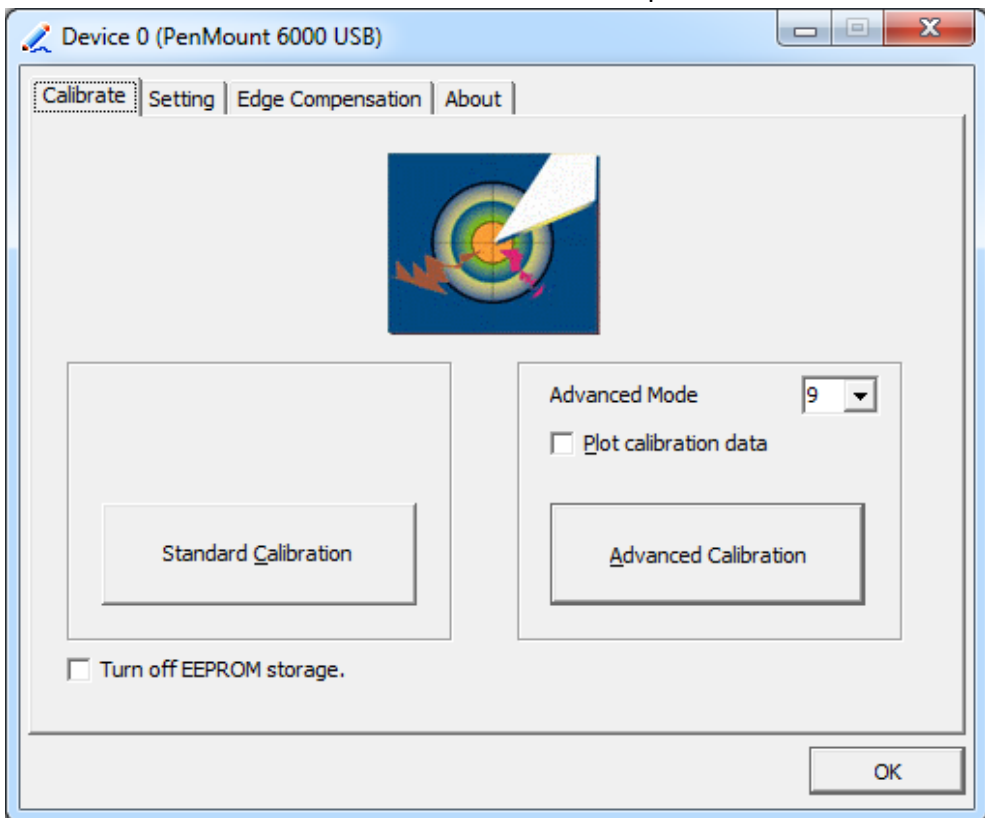 Device 0 (PenMount 6000 USB)
Calibrate Setting Edge Compensation About
Advanced Mode 9
Plot calibration data
Standard Calibration
Advanced Calibration
Turn off EEPROM storage.
OK